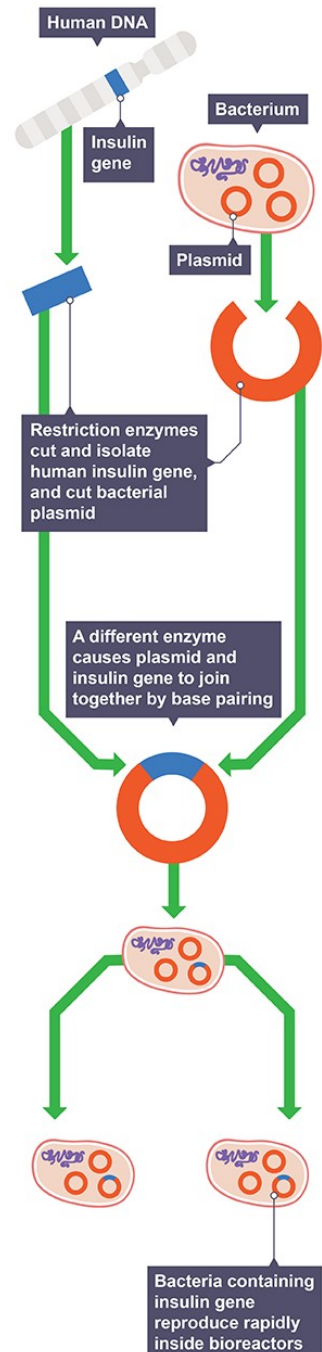 Human DNA
Insulin
gene
Bacterium
Plasmid
Restriction enzymes
cut and isolate
human insulin gene,
and cut bacterial
plasmid
A different enzyme
causes plasmid and
insulin gene to join
together by base pairing
Bacteria containing
insulin gene
reproduce rapidly
inside bioreactors